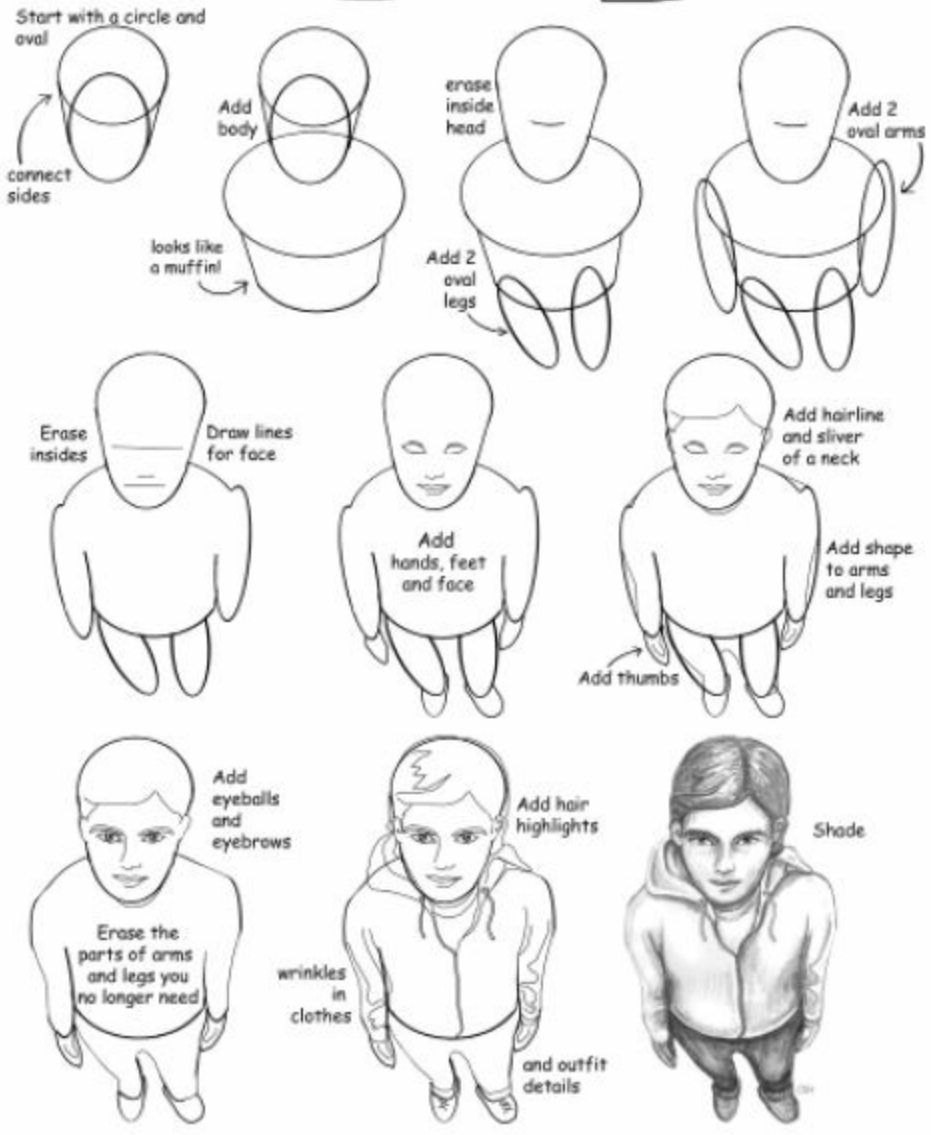 Start with a circle and
oval
connect
sides
Add
body
looks like
a muffin!
erase
inside
head
Add 2
oval
legs
Add 2
oval arms
Erase
insides
Draw lines
for face
Add
hands, feet
and face
Add hairline
and sliver
of a neck
Add shape
to arms
and legs
Add thumbs
Add
eyeballs
and
eyebrows
Erase the
parts of arms
and legs you
no longer need
Add hair
highlights
wrinkles
in
clothes
and outfit
details
Shade